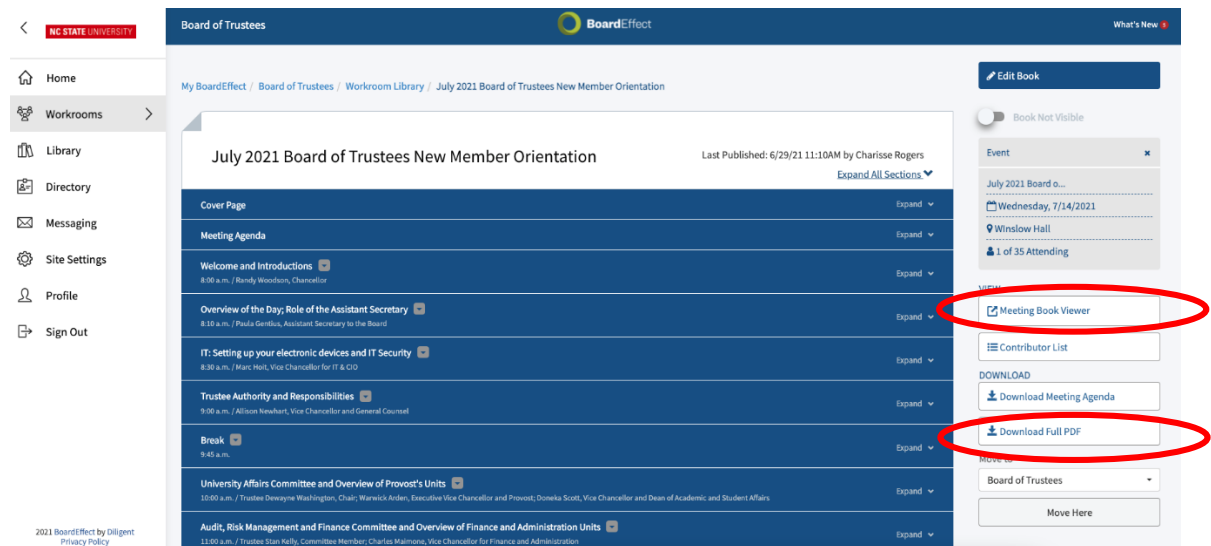 NC STATE UNIVERSITY
Home
Workrooms
Library
Directory
Messaging
Site Settings
Profile
Sign Out
2021 BoardEffect by Diligent
Privacy Policy
Board of Trustees
BoardEffect
What's New
My BoardEffect / Board of Trustees / Workroom Library / July 2021 Board of Trustees New Member Orientation
July 2021 Board of Trustees New Member Orientation
Last Published: 6/29/21 11:10AM by Charisse Rogers
Expand All Sections
Cover Page
Expand
Meeting Agenda
Expand
Welcome and Introductions
8:00 a.m. / Randy Woodson, Chancellor
Expand
Overview of the Day; Role of the Assistant Secretary
8:10 a.m. / Paula Gentius, Assistant Secretary to the Board
Expand
IT: Setting up your electronic devices and IT Security
8:30 a.m. / Marc Hoit, Vice Chancellor for IT & CIO
Expand
Trustee Authority and Responsibilities
9:00 a.m. / Allison Newhart, Vice Chancellor and General Counsel
Expand
Break
9:45 a.m.
Expand
University Affairs Committee and Overview of Provost's Units
10:00 a.m. / Trustee Dewayne Washington, Chair; Warwick Arden, Executive Vice Chancellor and Provost; Doneka Scott, Vice Chancellor and Dean of Academic and Student Affairs
Expand
Audit, Risk Management and Finance Committee and Overview of Finance and Administration Units
11:00 a.m. / Trustee Stan Kelly, Committee Member; Charles Maimone, Vice Chancellor for Finance and Administration
Expand
Edit Book
Book Not Visible
Event
July 2021 Board o...
Wednesday, 7/14/2021
WInslow Hall
1 of 35 Attending
VIEW
Meeting Book Viewer
Contributor List
DOWNLOAD
Download Meeting Agenda
Download Full PDF
Move to
Board of Trustees
Move Here